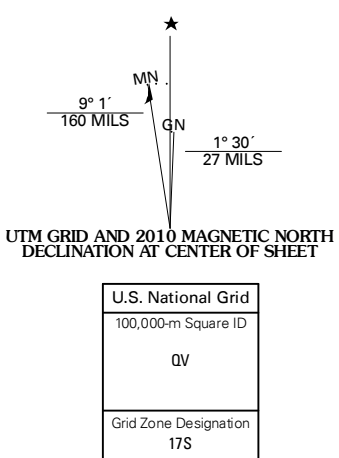 ★
MN
9° 1´
160 MILS
GN
1° 30´
27 MILS
UTM GRID AND 2010 MAGNETIC NORTH
DECLINATION AT CENTER OF SHEET
U.S. National Grid
100,000-m Square ID
QV
Grid Zone Designation
17S